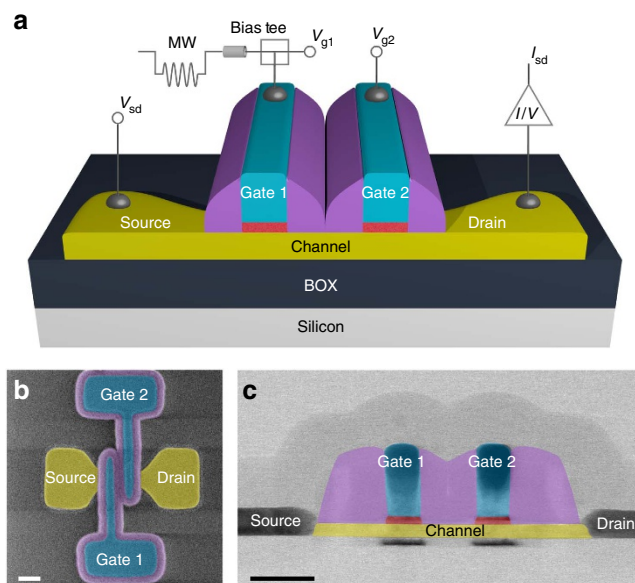 a
MW
Bias tee
Vg1
Vg2
Isd
Vsd
I/V
Gate 1
Gate 2
Source
Drain
Channel
BOX
Silicon
b
Gate 2
Source
Drain
Gate 1
c
Gate 1
Gate 2
Source
Channel
Drain